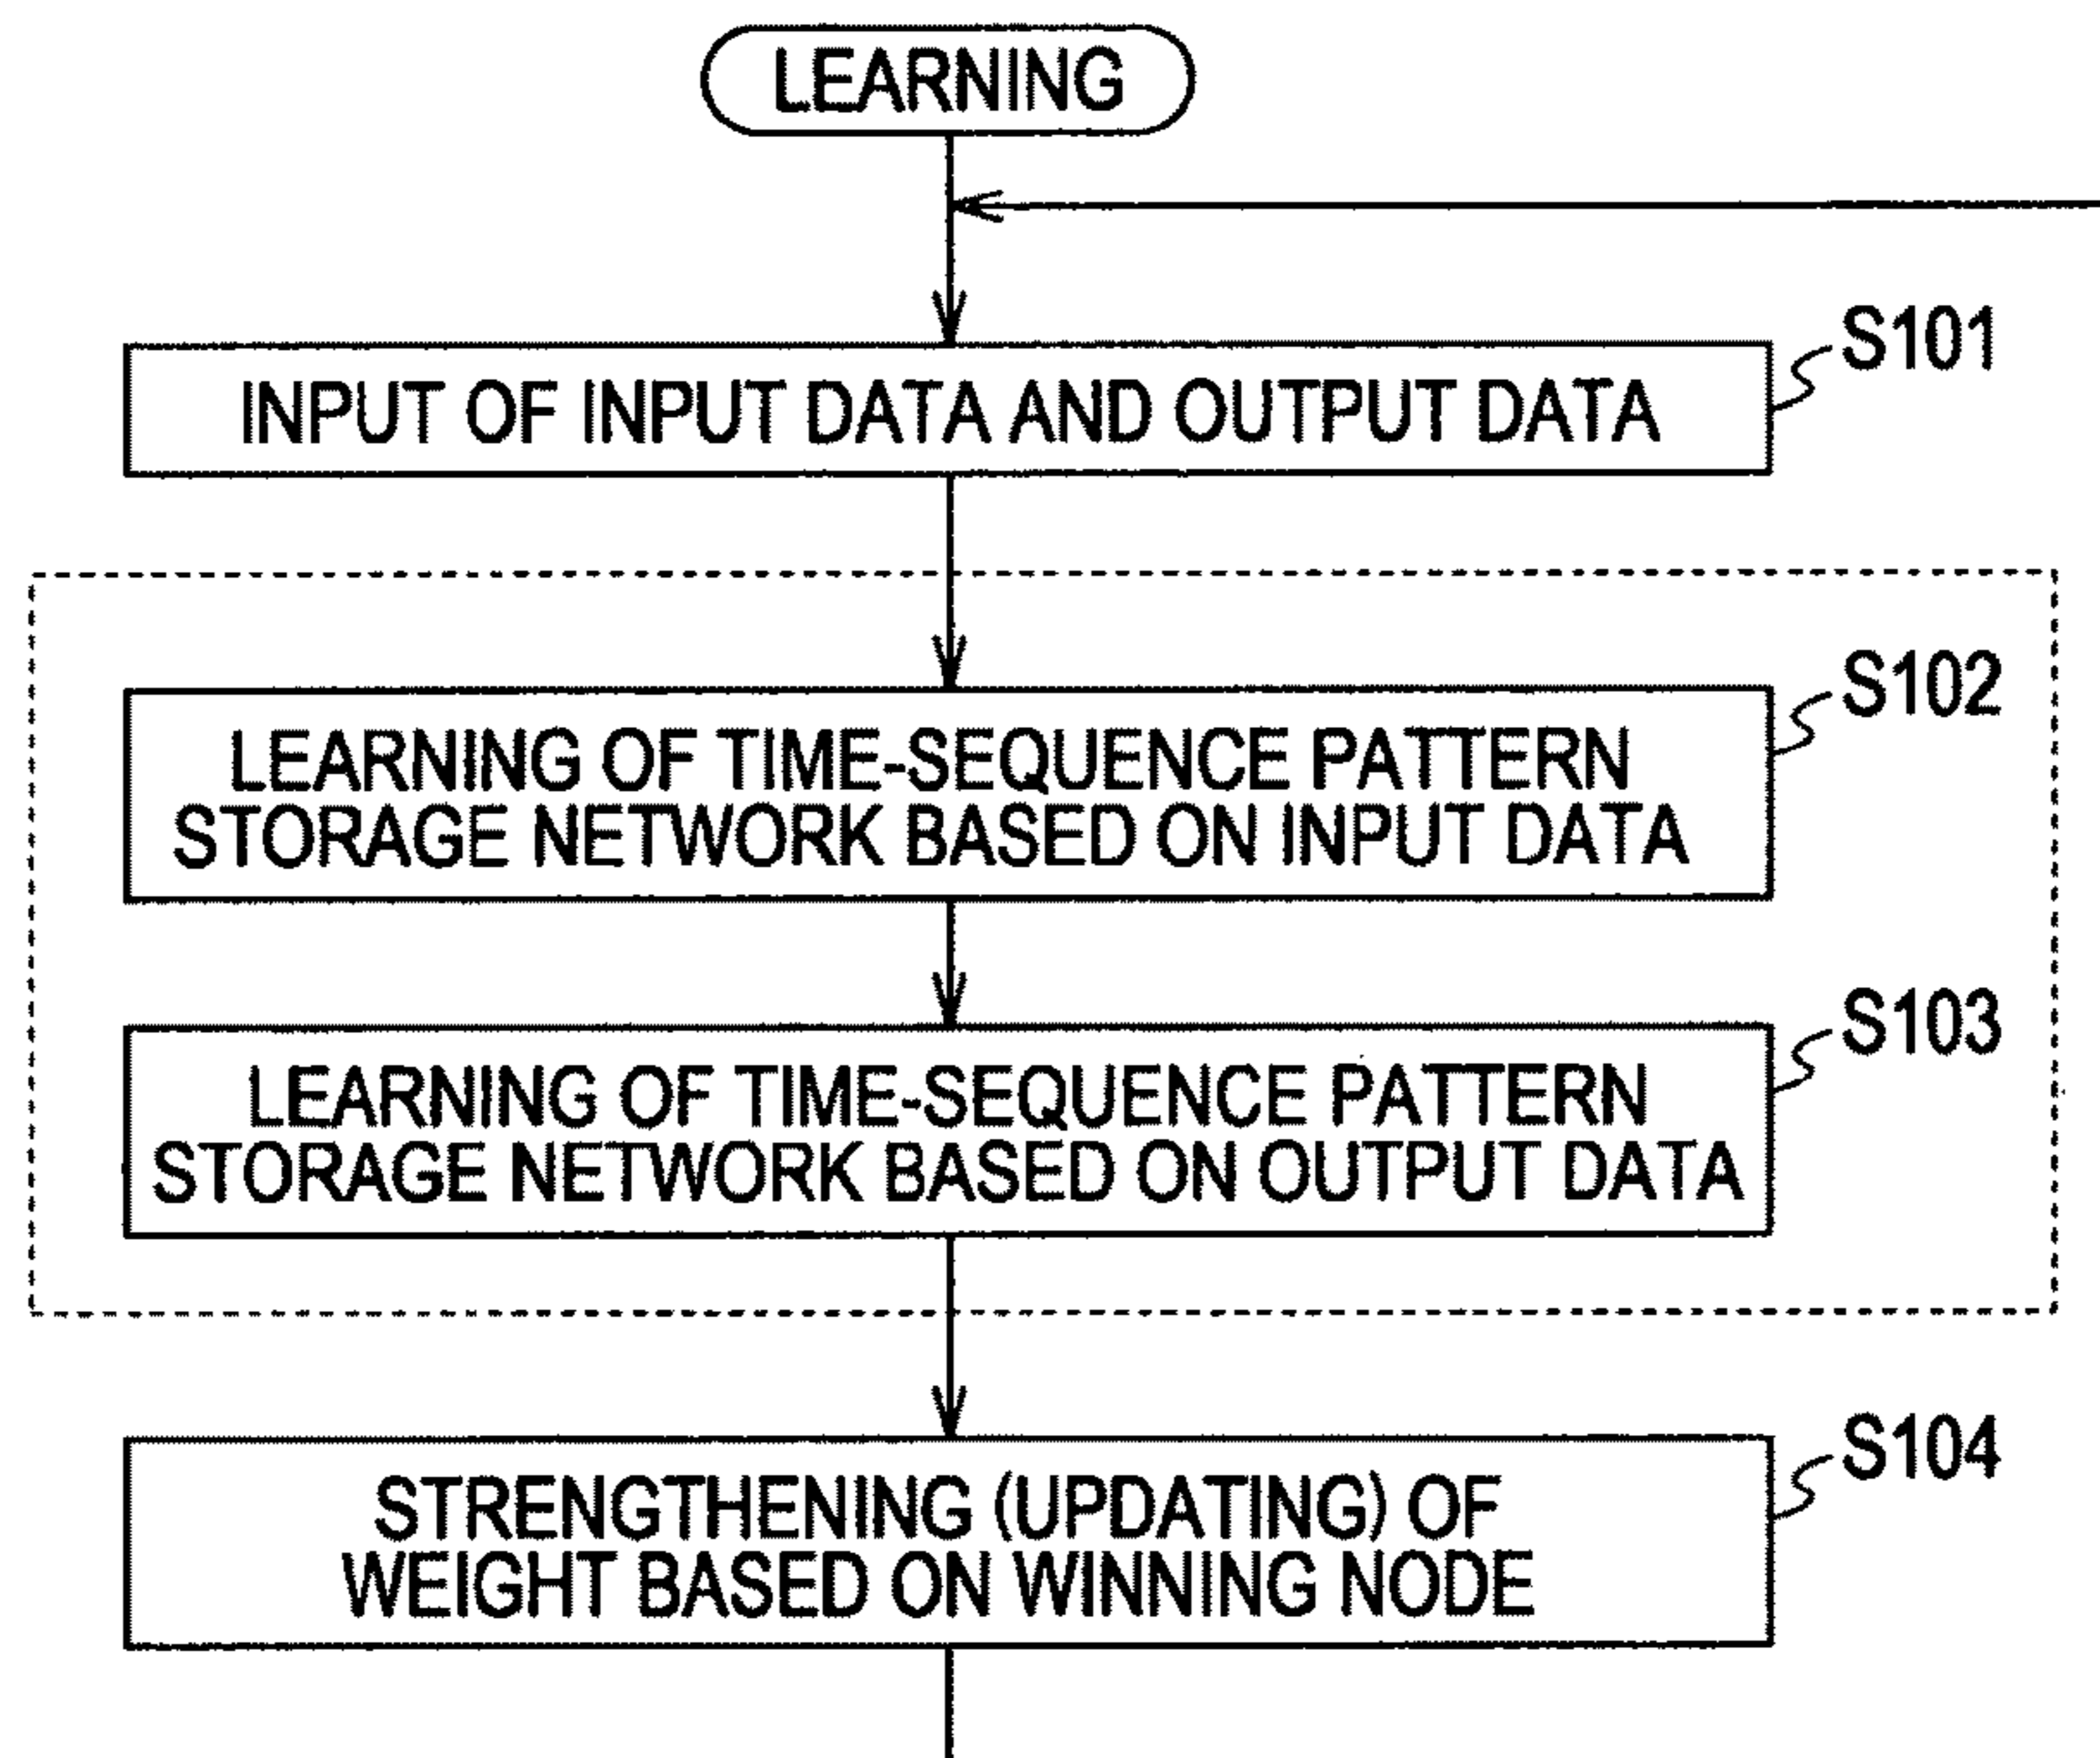 LEARNING
S101
INPUT OF INPUT DATA AND OUTPUT DATA
S102
LEARNING OF TIME-SEQUENCE PATTERN
STORAGE NETWORK BASED ON INPUT DATA
S103
LEARNING OF TIME-SEQUENCE PATTERN
STORAGE NETWORK BASED ON OUTPUT DATA
S104
STRENGTHENING (UPDATING) OF
WEIGHT BASED ON WINNING NODE